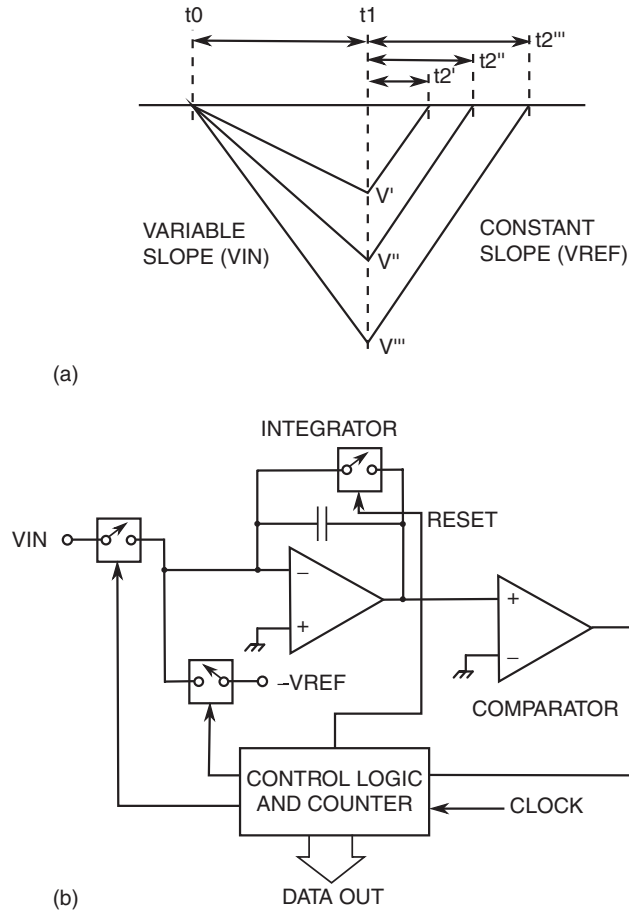 t0
t1
t2'''
t2''
t2'
V'
VARIABLE
SLOPE (VIN)
V''
CONSTANT
SLOPE (VREF)
V'''
(a)
INTEGRATOR
RESET
VIN
−
+
+
−
–VREF
COMPARATOR
CONTROL LOGIC
AND COUNTER
CLOCK
DATA OUT
(b)